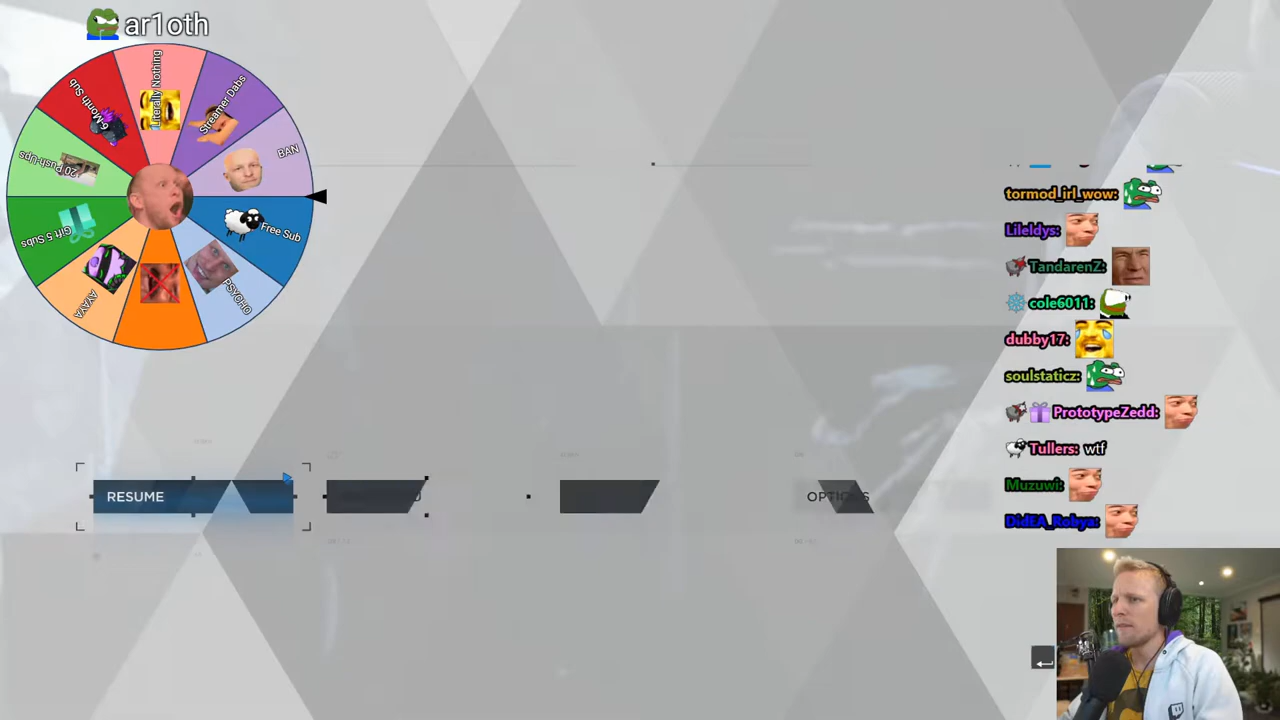 ar1oth
Literally Nothing
Streamer Dabs
BAN
Free Sub
PSYCHO
AYAYA
Gift 5 Subs
20 Push-Ups
6-Month Sub
tormod_irl_wow:
Lileldys:
TandarenZ:
cole6011:
dubby17:
soulstaticz:
PrototypeZedd:
Tullers: wtf
Muzuwi:
DidEA_Robya:
RESUME
OPTIONS